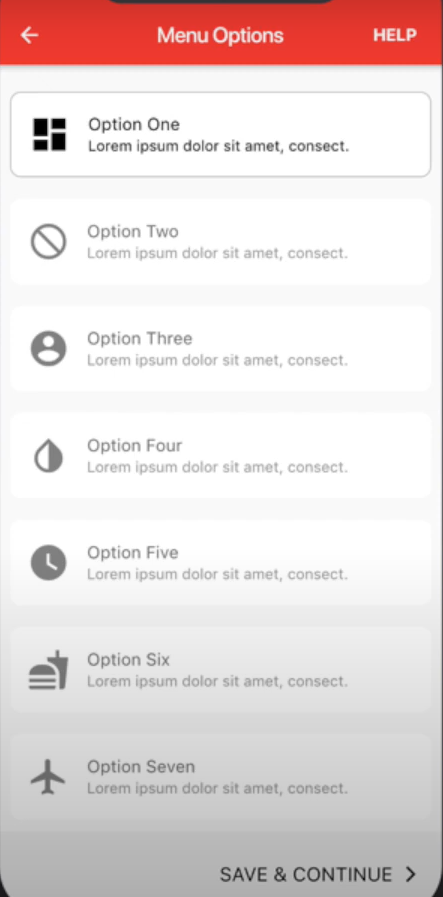 Menu Options
HELP
Option One
Lorem ipsum dolor sit amet, consect.
Option Two
Lorem ipsum dolor sit amet, consect.
Option Three
Lorem ipsum dolor sit amet, consect.
Option Four
Lorem ipsum dolor sit amet, consect.
Option Five
Lorem ipsum dolor sit amet, consect.
Option Six
Lorem ipsum dolor sit amet, consect.
Option Seven
Lorem ipsum dolor sit amet, consect.
SAVE & CONTINUE